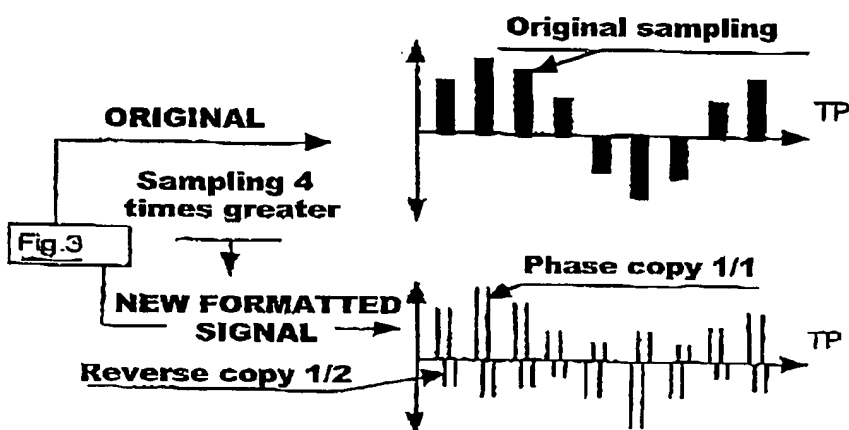 Original sampling
TP
ORIGINAL
Sampling 4
times greater
Fig.3
Phase copy 1/1
NEW FORMATTED
SIGNAL
TP
Reverse copy 1/2